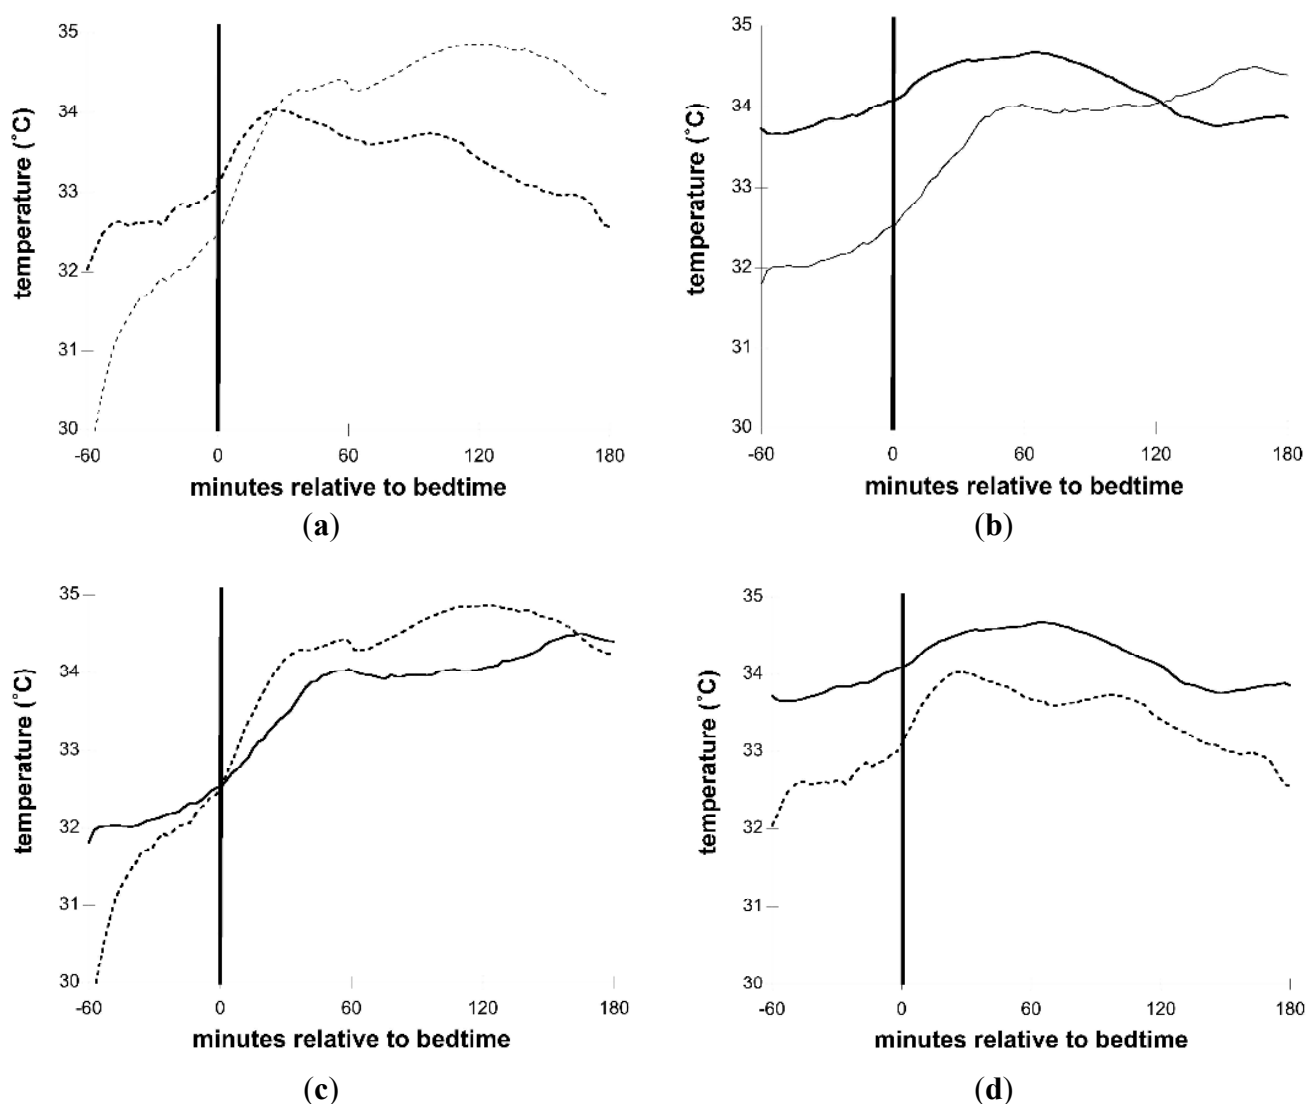 35
34
33
32
31
30
temperature (˚C)
-60 0 60 120 180
minutes relative to bedtime
(a)
35
34
33
32
31
30
temperature (˚C)
-60 0 60 120 180
minutes relative to bedtime
(b)
35
34
33
32
31
30
temperature (˚C)
-60 0 60 120 180
minutes relative to bedtime
(c)
35
34
33
32
31
30
temperature (˚C)
-60 0 60 120 180
minutes relative to bedtime
(d)